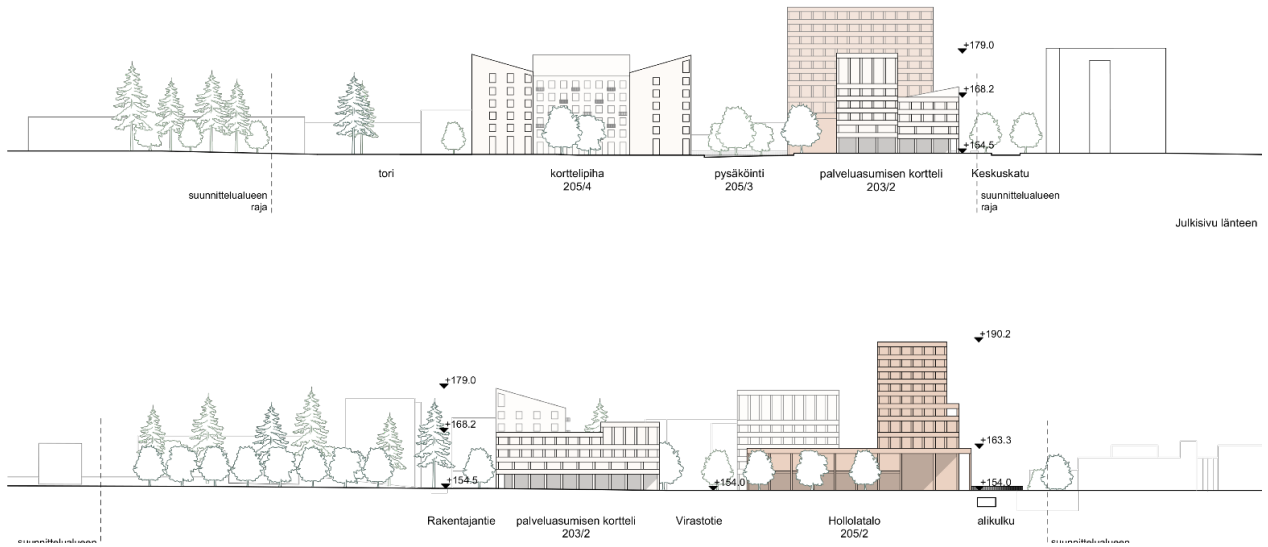 +179.0
+168.2
+164.5
tori
korttelipiha
205/4
pysäköinti
205/3
palveluasumisen kortteli
203/2
Keskuskatu
suunnittelualueen
raja
suunnittelualueen
raja
Julkisivu länteen
+190.2
+179.0
+168.2
+163.3
+154.5
+154.0
+154.0
Rakentajantie
palveluasumisen kortteli
203/2
Virastotie
Hollolatalo
205/2
alikulku
suunnittelualueen
suunnittelualueen